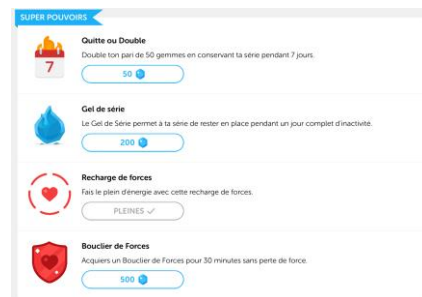 SUPER POUVOIRS
Quitte ou Double
Double ton pari de 50 gemmes en conservant ta série pendant 7 jours.
7
50
Gel de série
Le Gel de Série permet à ta série de rester en place pendant un jour complet d'inactivité.
200
Recharge de forces
Fais le plein d'énergie avec cette recharge de forces.
PLEINES ✓
Bouclier de Forces
Acquiers un Bouclier de Forces pour 30 minutes sans perte de force.
500